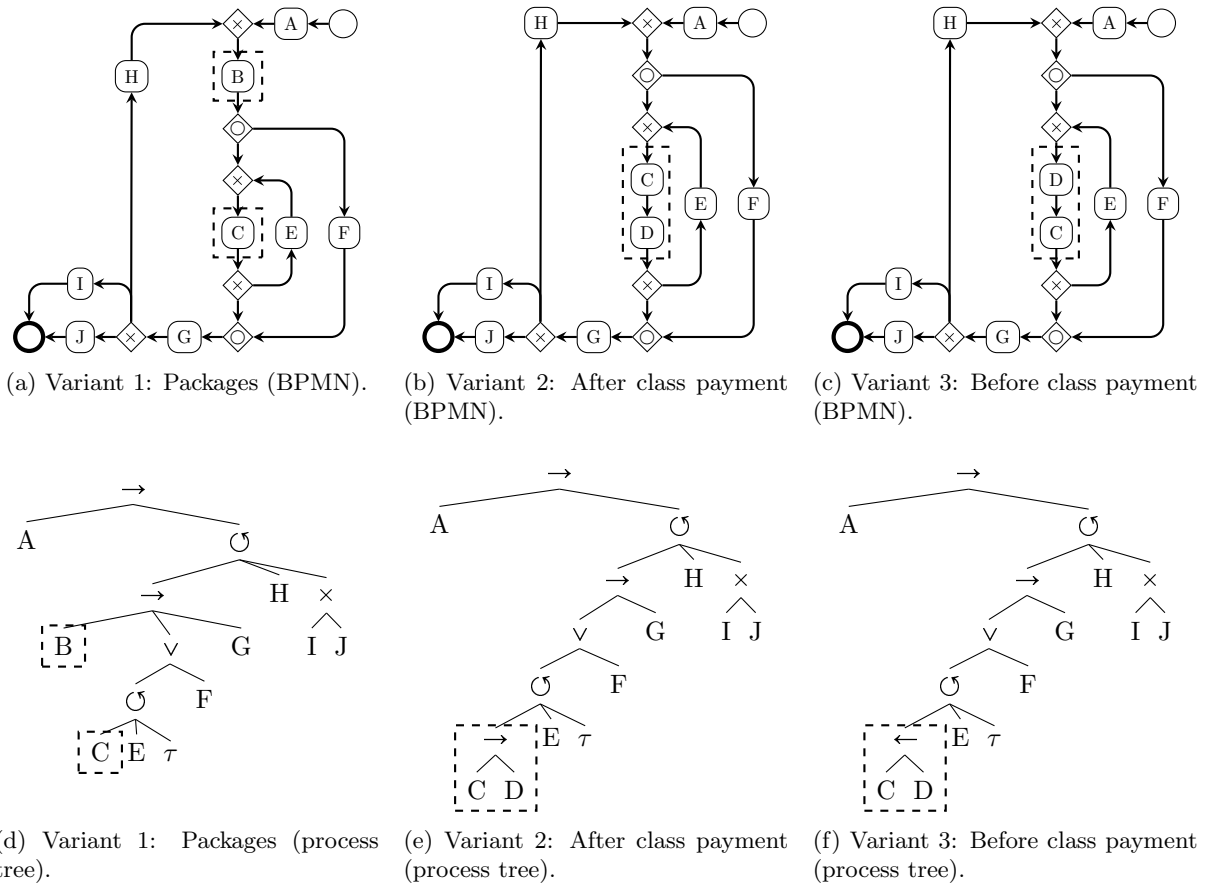 A
H
B
C
E
F
I
J
G
(a) Variant 1: Packages (BPMN).
H
A
C
D
E
F
I
J
G
(b) Variant 2: After class payment
(BPMN).
H
A
D
C
E
F
I
J
G
(c) Variant 3: Before class payment
(BPMN).
→
A
↺
→ H ×
B ∨ G I J
↺ F
C E τ
(d) Variant 1: Packages (process
tree).
→
A
↺
→ H ×
∨ G I J
↺ F
→ E τ
C D
(e) Variant 2: After class payment
(process tree).
→
A
↺
→ H ×
∨ G I J
↺ F
← E τ
C D
(f) Variant 3: Before class payment
(process tree).